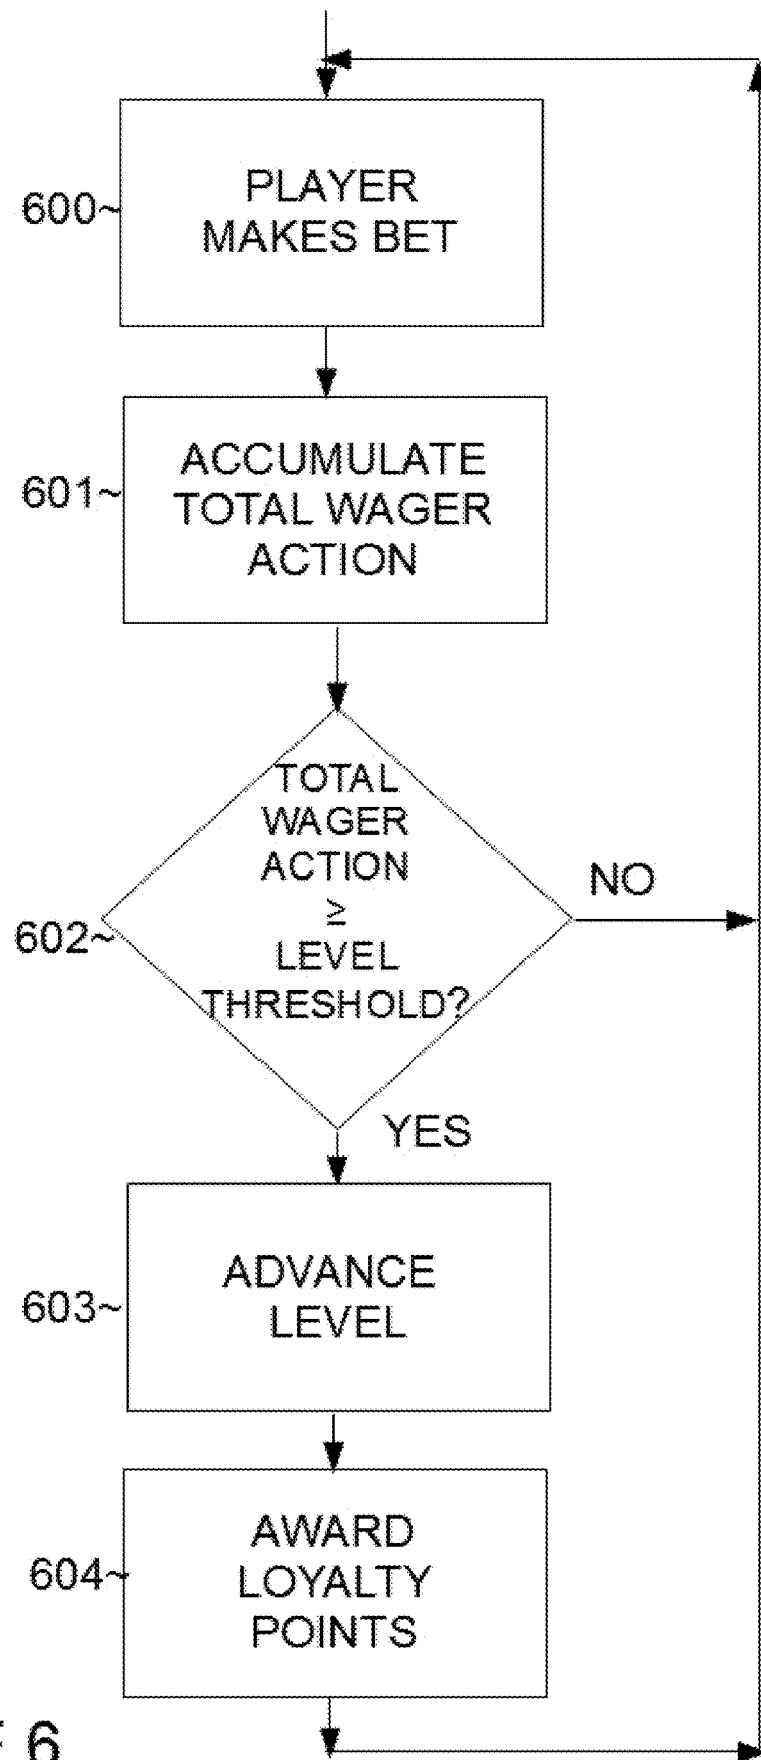 600~
PLAYER
MAKES BET
601~
ACCUMULATE
TOTAL WAGER
ACTION
TOTAL
WAGER
ACTION
≥
LEVEL
THRESHOLD?
602~
NO
YES
603~
ADVANCE
LEVEL
604~
AWARD
LOYALTY
POINTS
6